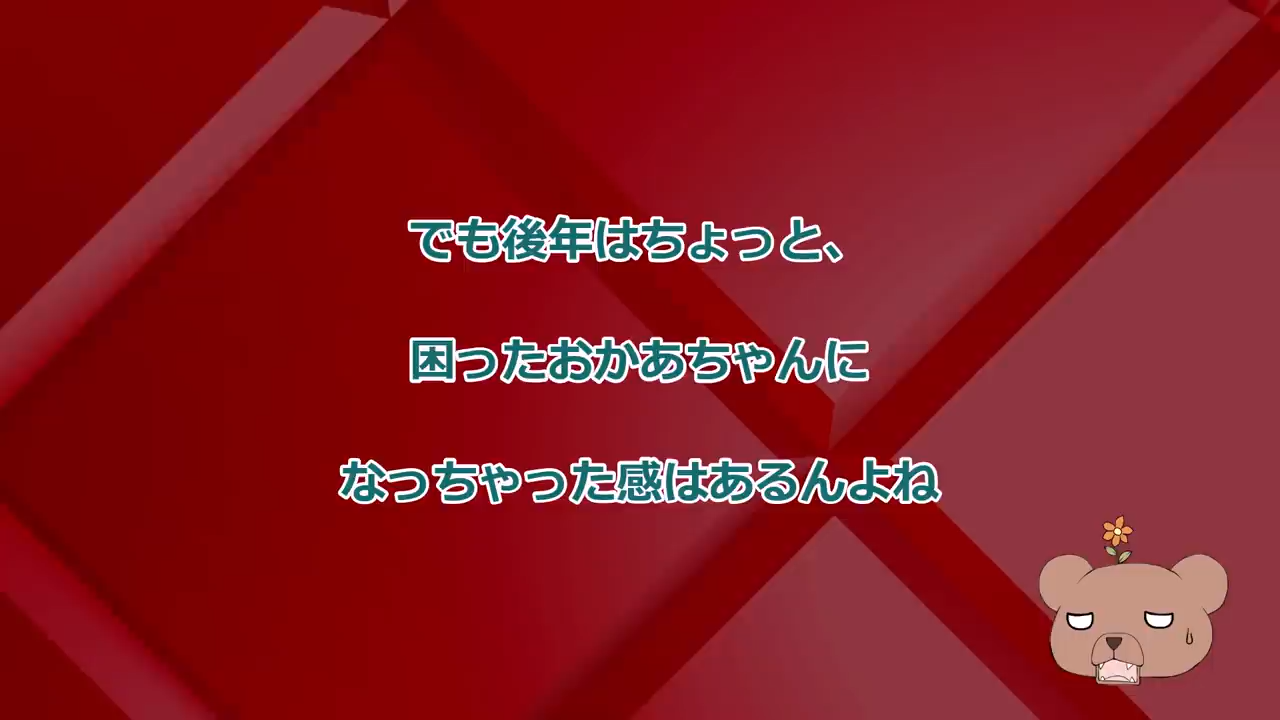 でも後年はちょっと、
困ったおかあちゃんに
なっちゃった感はあるんよね